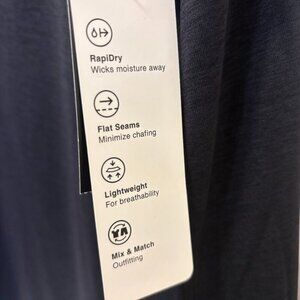 RapiDry
Wicks moisture away
Flat Seams
Minimize chafing
Lightweight
For breathability
Mix & Match
Outfitting